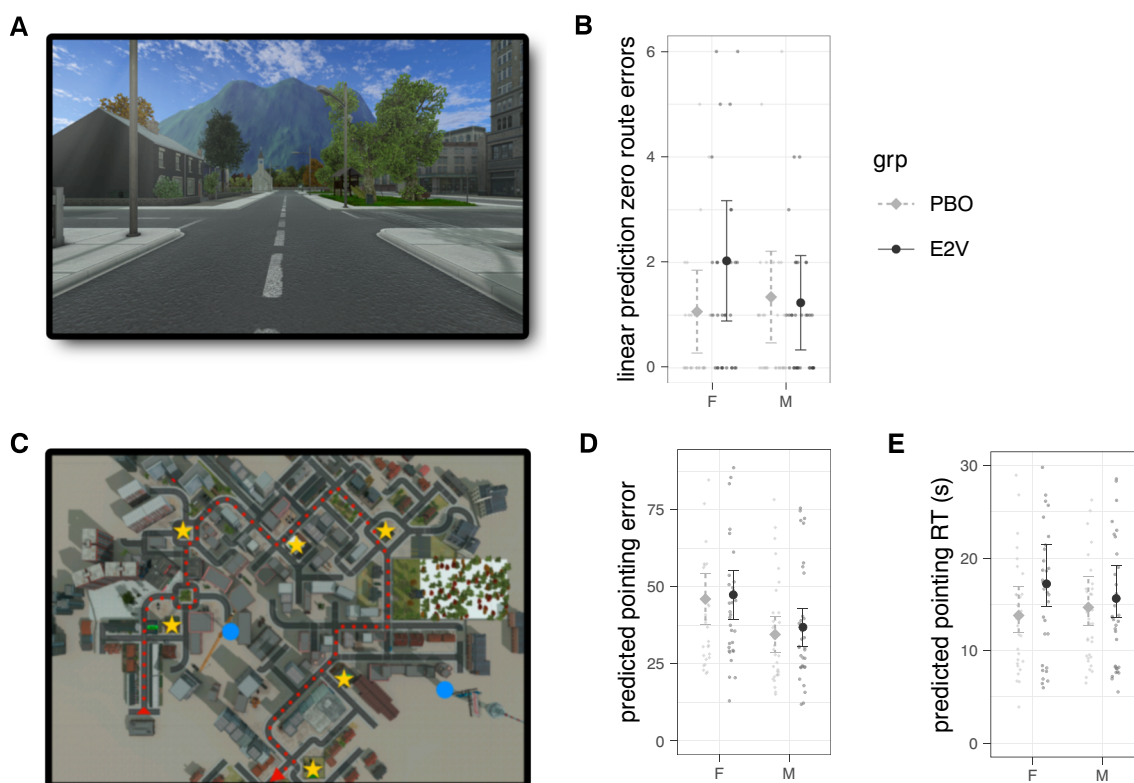 A
B
linear prediction zero route errors
6
4
2
0
F
M
grp
PBO
E2V
C
D
predicted pointing error
75
50
25
0
F
M
E
predicted pointing RT (s)
30
20
10
0
F
M